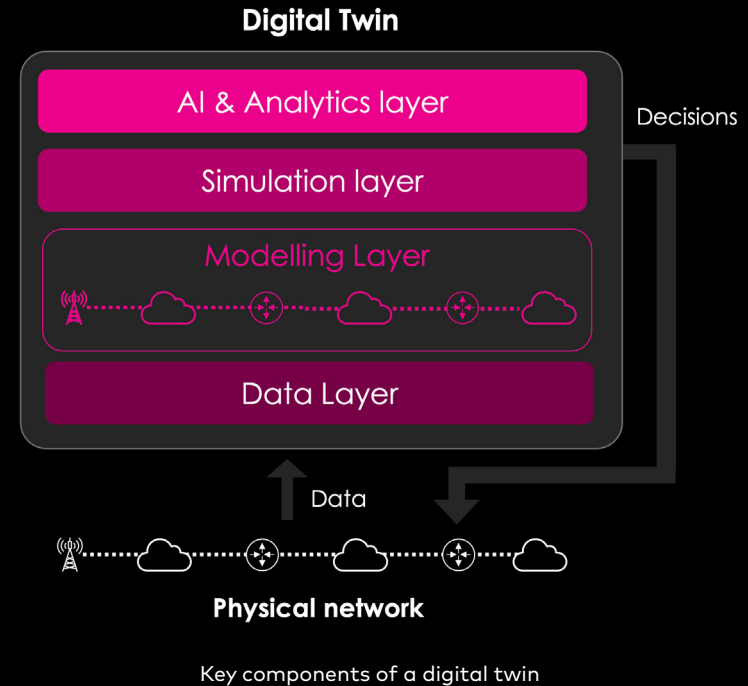 Digital Twin
AI & Analytics layer
Decisions
Simulation layer
Modelling Layer
Data Layer
Data
Physical network
Key components of a digital twin